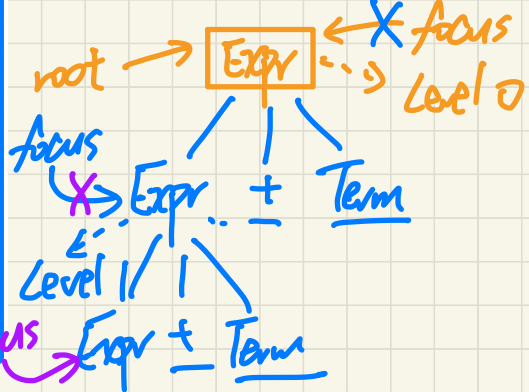 focus
root Expr Level 0
focus
Expr + Term
Level 1
us Expr + Term